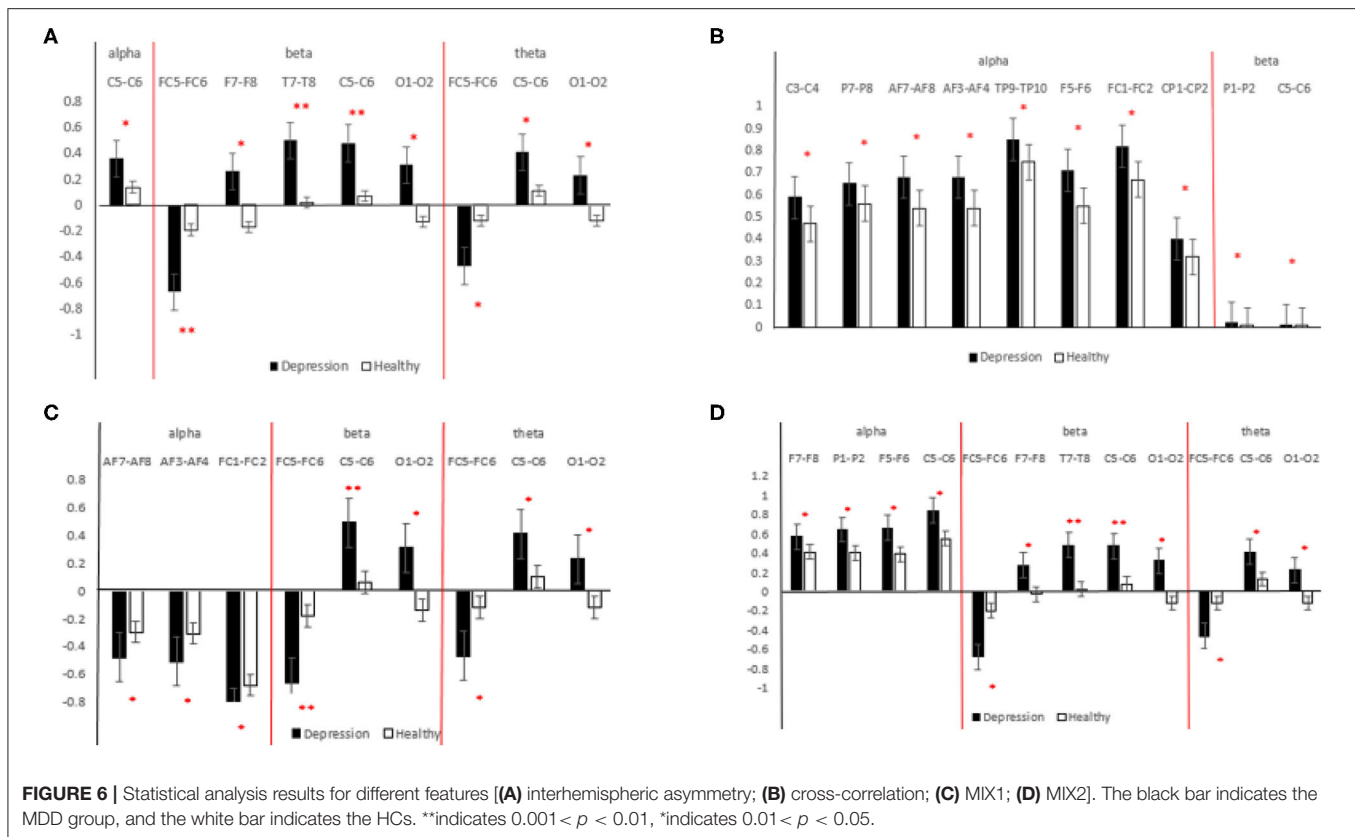 A
alpha beta theta
C5-C6 FC5-FC6 F7-F8 T7-T8 C5-C6 O1-O2 FC5-FC6 C5-C6 O1-O2
0.8
0.6
0.4
0.2
0
-0.2
-0.4
-0.6
-0.8
-1
* ** * ** ** * * * *
Depression Healthy
B
alpha beta
C3-C4 P7-P8 AF7-AF8 AF3-AF4 TP9-TP10 F5-F6 FC1-FC2 CP1-CP2 P1-P2 C5-C6
1
0.9
0.8
0.7
0.6
0.5
0.4
0.3
0.2
0.1
0
* * * * * * * * * *
Depression Healthy
C
alpha beta theta
AF7-AF8 AF3-AF4 FC1-FC2 FC5-FC6 C5-C6 O1-O2 FC5-FC6 C5-C6 O1-O2
0.8
0.6
0.4
0.2
0
-0.2
-0.4
-0.6
-0.8
* * * ** ** * * * *
Depression Healthy
D
alpha beta theta
F7-F8 P1-P2 F5-F6 C5-C6 FC5-FC6 F7-F8 T7-T8 C5-C6 O1-O2 FC5-FC6 C5-C6 O1-O2
1.2
1
0.8
0.6
0.4
0.2
0
-0.2
-0.4
-0.6
-0.8
-1
* * * * * * ** ** * * * *
Depression Healthy
FIGURE 6 | Statistical analysis results for different features [(A) interhemispheric asymmetry; (B) cross-correlation; (C) MIX1; (D) MIX2]. The black bar indicates the
MDD group, and the white bar indicates the HCs. **indicates 0.001< p < 0.01, *indicates 0.01< p < 0.05.